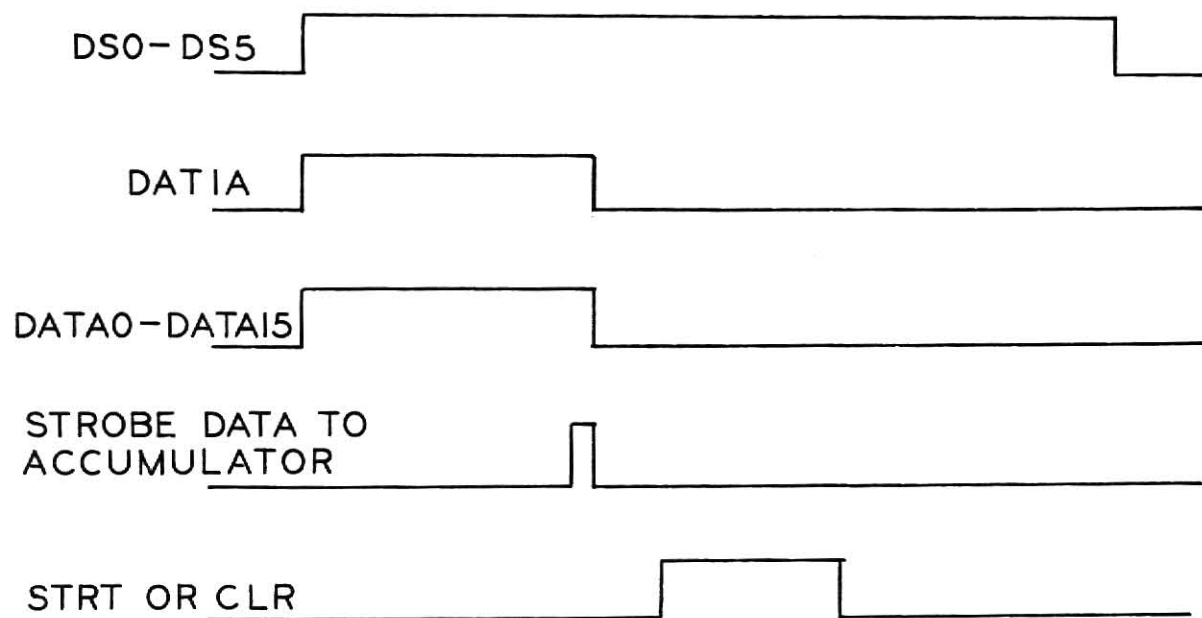 DS0-DS5
DATIA
DATA0-DATA15
STROBE DATA TO
ACCUMULATOR
STRT OR CLR